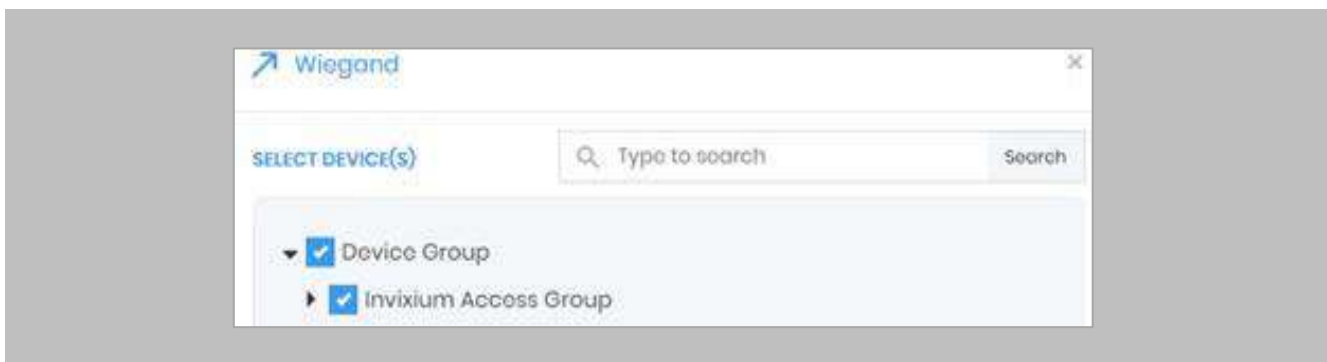 Wiegand
SELECT DEVICE(S) Type to search Search
Device Group
Invixium Access Group